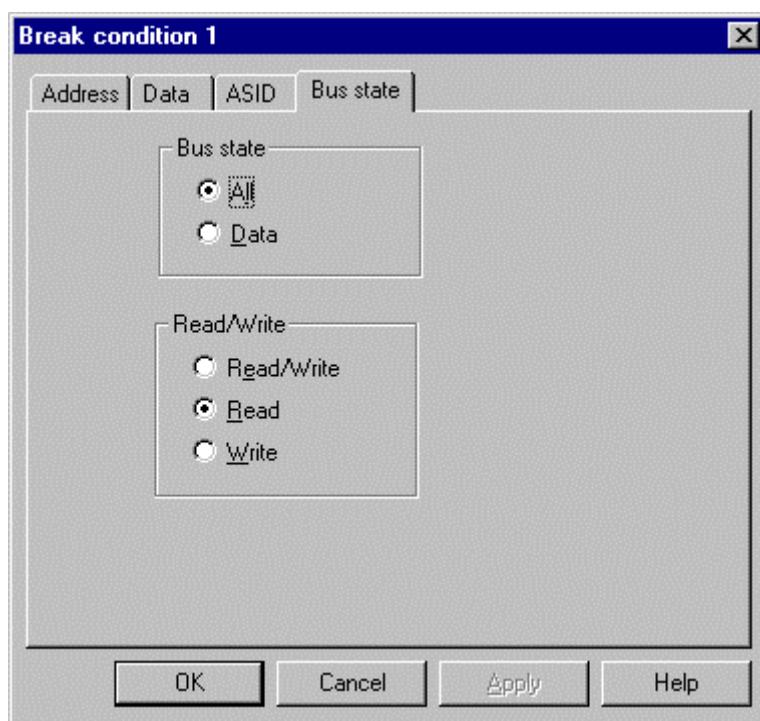 Break condition 1
Address Data ASID Bus state
Bus state
All
Data
Read/Write
Read/Write
Read
Write
OK Cancel Apply Help